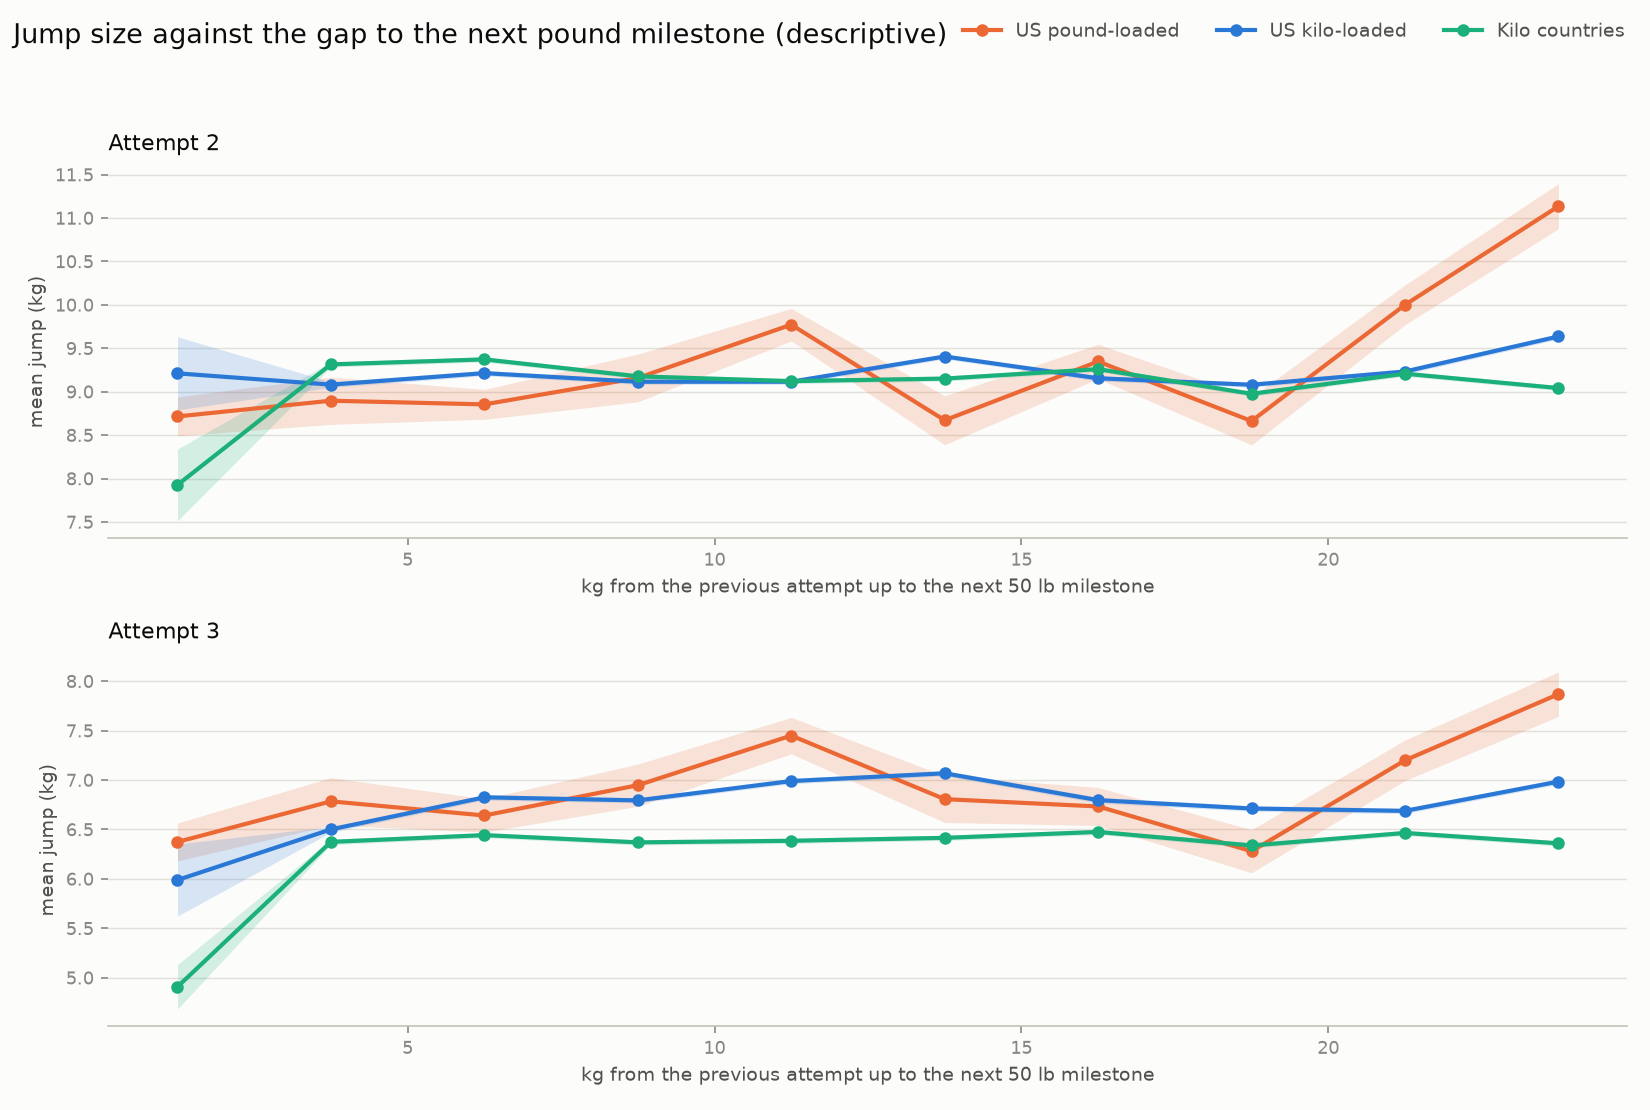 Jump size against the gap to the next pound milestone (descriptive)
US pound-loaded
US kilo-loaded
Kilo countries
Attempt 2
11.5
11.0
10.5
10.0
9.5
9.0
8.5
8.0
7.5
mean jump (kg)
5
10
15
20
kg from the previous attempt up to the next 50 lb milestone
Attempt 3
8.0
7.5
7.0
6.5
6.0
5.5
5.0
mean jump (kg)
5
10
15
20
kg from the previous attempt up to the next 50 lb milestone